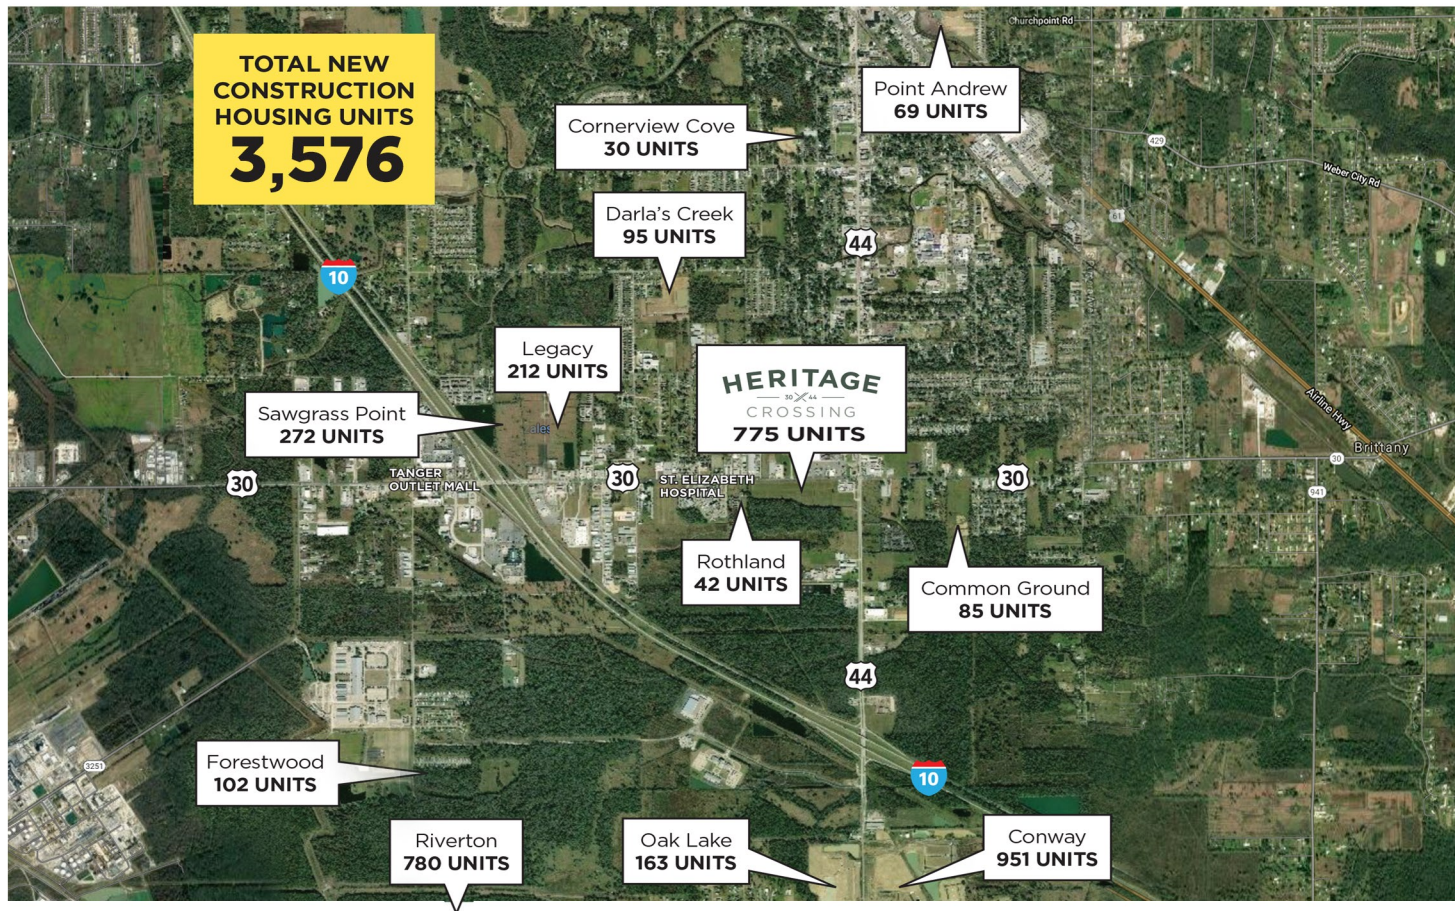 Churchpoint Rd
TOTAL NEW
CONSTRUCTION
HOUSING UNITS
3,576
Point Andrew
69 UNITS
Cornerview Cove
30 UNITS
429
Weber City Rd
Darla's Creek
95 UNITS
61
44
10
Legacy
212 UNITS
HERITAGE
30 44
CROSSING
775 UNITS
Sawgrass Point
272 UNITS
Airline Hwy
Brittany
30
TANGER
OUTLET MALL
30
ST. ELIZABETH
HOSPITAL
30
30
941
Rothland
42 UNITS
Common Ground
85 UNITS
44
Forestwood
102 UNITS
3251
10
Riverton
780 UNITS
Oak Lake
163 UNITS
Conway
951 UNITS